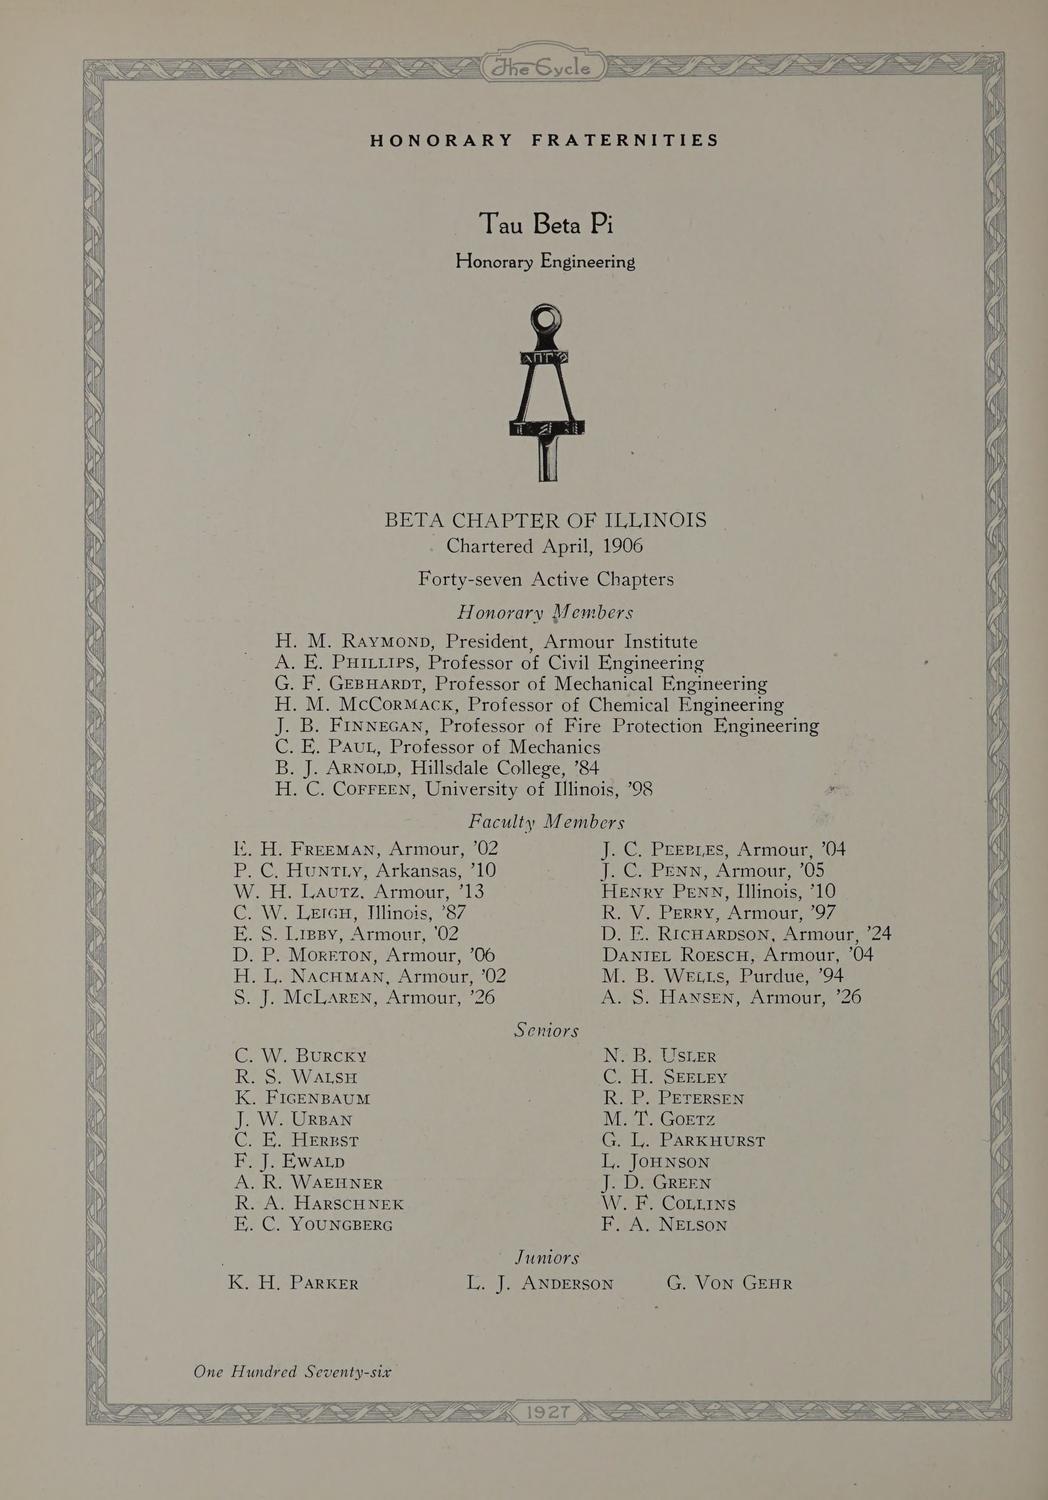 The Cycle
HONORARY FRATERNITIES
Tau Beta Pi
Honorary Engineering
BETA CHAPTER OF ILLINOIS
Chartered April, 1906
Forty-seven Active Chapters
Honorary Members
H. M. RAYMOND, President, Armour Institute
A. E. PHILLIPS, Professor of Civil Engineering
G. F. GEBHARDT, Professor of Mechanical Engineering
H. M. MCCORMACK, Professor of Chemical Engineering
J. B. FINNEGAN, Professor of Fire Protection Engineering
C. E. PAUL, Professor of Mechanics
B. J. ARNOLD, Hillsdale College, ’84
H. C. COFFEEN, University of Illinois, ’98
Faculty Members
E. H. FREEMAN, Armour, ’02
P. C. HUNTLY, Arkansas, ’10
W. H. LAUTZ, Armour, ’13
C. W. LEIGH, Illinois, ’87
E. S. LIBBY, Armour, ’02
D. P. MORETON, Armour, ’06
H. L. NACHMAN, Armour, ’02
S. J. MCLAREN, Armour, ’26
J. C. PEEBLES, Armour, ’04
J. C. PENN, Armour, ’05
HENRY PENN, Illinois, ’10
R. V. PERRY, Armour, ’97
D. E. RICHARDSON, Armour, ’24
DANIEL ROESCH, Armour, ’04
M. B. WELLS, Purdue, ’94
A. S. HANSEN, Armour, ’26
Seniors
C. W. BURCKY
R. S. WALSH
K. FIGENBAUM
J. W. URBAN
C. E. HERBST
F. J. EWALD
A. R. WAEHNER
R. A. HARSCHNEK
E. C. YOUNGBERG
N. B. USLER
C. H. SEELEY
R. P. PETERSEN
M. T. GOETZ
G. L. PARKHURST
L. JOHNSON
J. D. GREEN
W. F. COLLINS
F. A. NELSON
Juniors
K. H. PARKER L. J. ANDERSON G. VON GEHR
One Hundred Seventy-six
1927